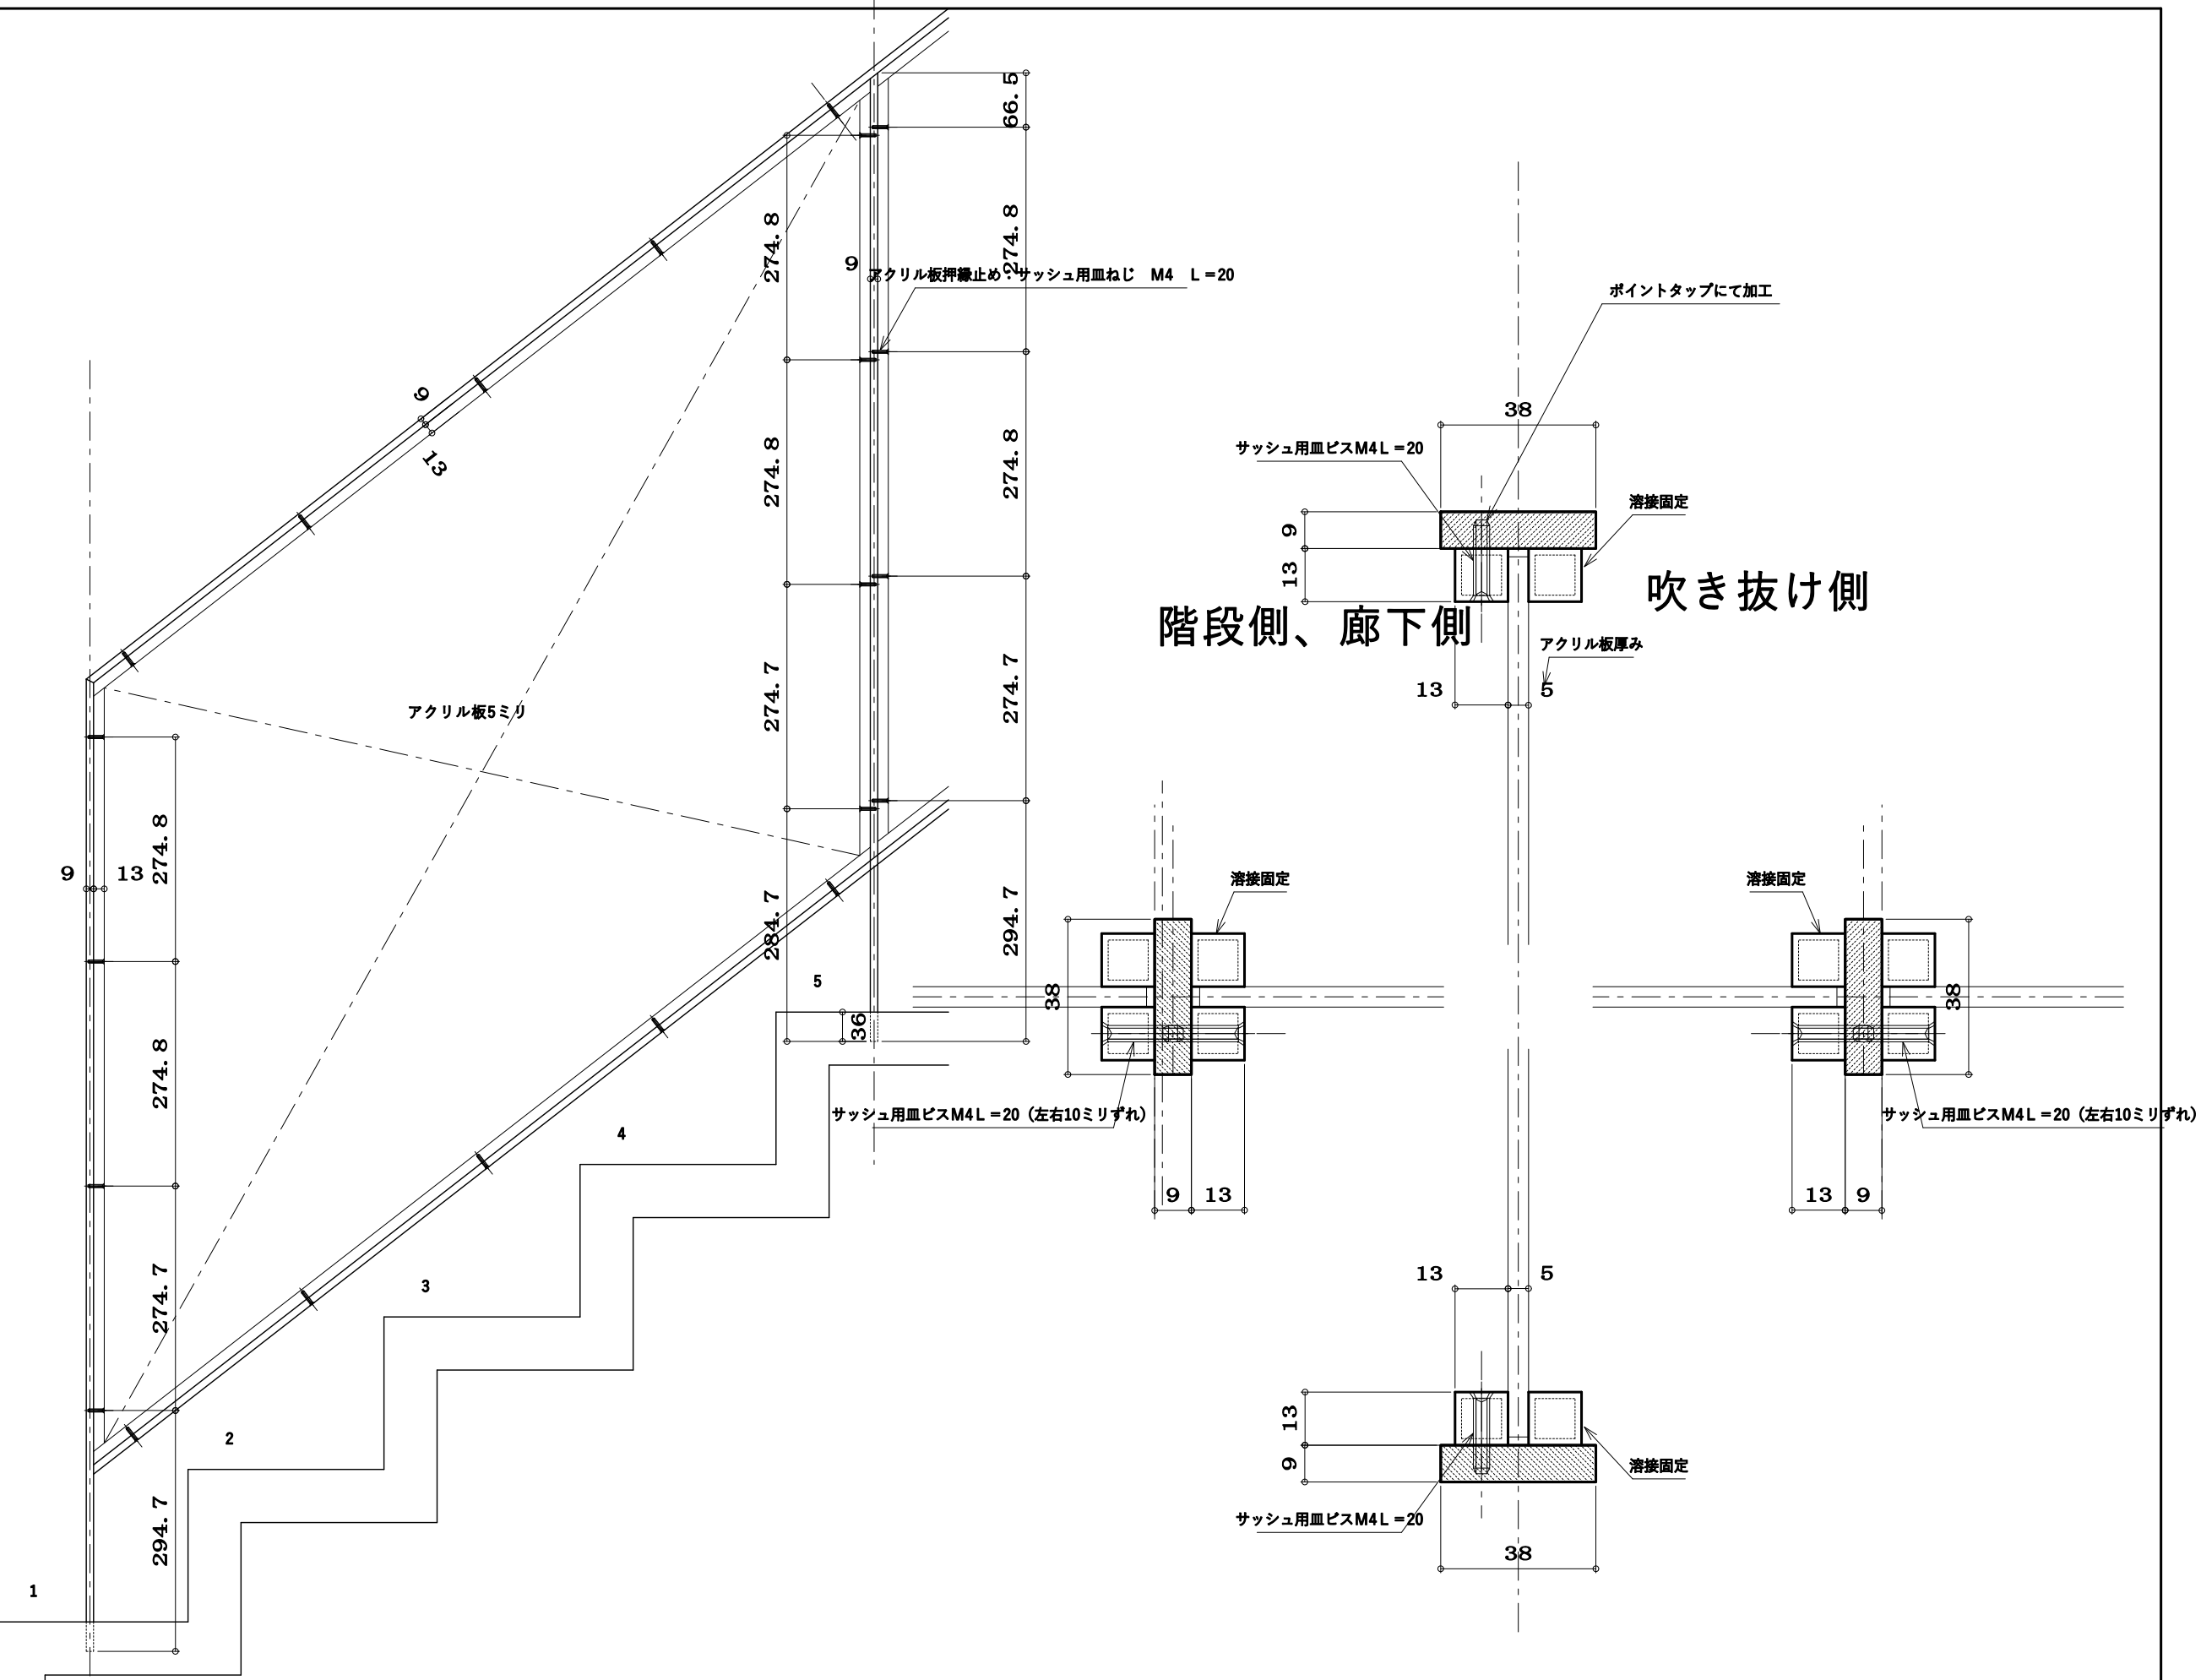 66.5
274.8
274.8
9
アクリル板押縁止め：サッシュ用皿ねじ　M4　L=20
ポイントタップにて加工
9
13
274.8
274.8
38
サッシュ用皿ビスM4L=20
溶接固定
9
13
吹き抜け側
階段側、廊下側
アクリル板厚み
13
5
274.7
274.7
アクリル板5ミリ
9
13
274.8
284.7
294.7
溶接固定
溶接固定
5
36
38
38
274.8
4
サッシュ用皿ビスM4L=20（左右10ミリずれ）
サッシュ用皿ビスM4L=20（左右10ミリずれ）
9
13
13
9
3
274.7
13
5
2
13
9
溶接固定
294.7
サッシュ用皿ビスM4L=20
38
1